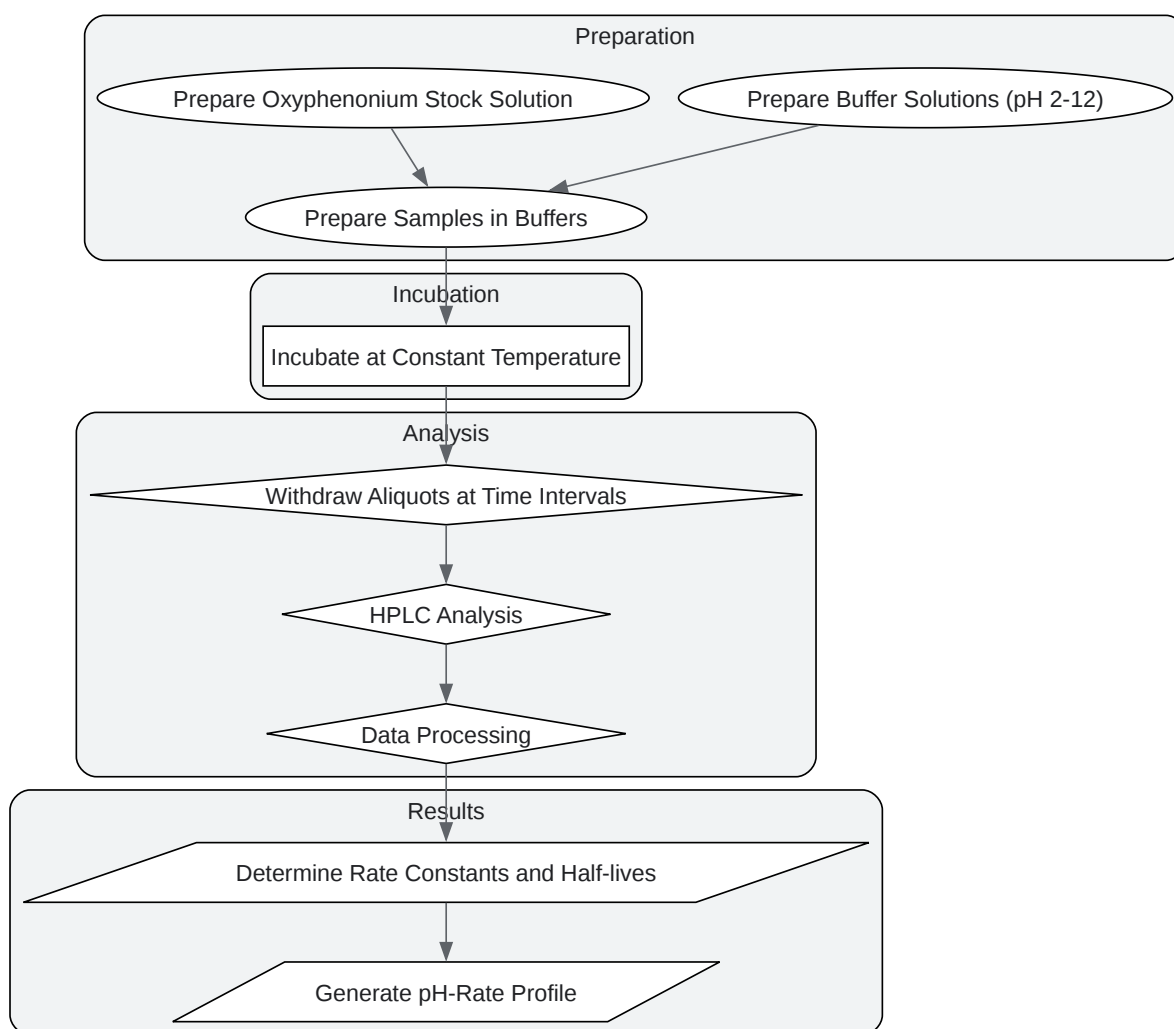 Preparation
Prepare Oxyphenonium Stock Solution
Prepare Buffer Solutions (pH 2-12)
Prepare Samples in Buffers
Incubation
Incubate at Constant Temperature
Analysis
Withdraw Aliquots at Time Intervals
HPLC Analysis
Data Processing
Results
Determine Rate Constants and Half-lives
Generate pH-Rate Profile